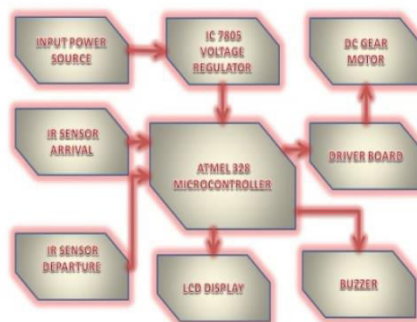 INPUT POWER
SOURCE
IC 7805
VOLTAGE
REGULATOR
DC GEAR
MOTOR
IR SENSOR
ARRIVAL
ATMEL 328
MICROCONTROLLER
DRIVER BOARD
IR SENSOR
DEPARTURE
LCD DISPLAY
BUZZER